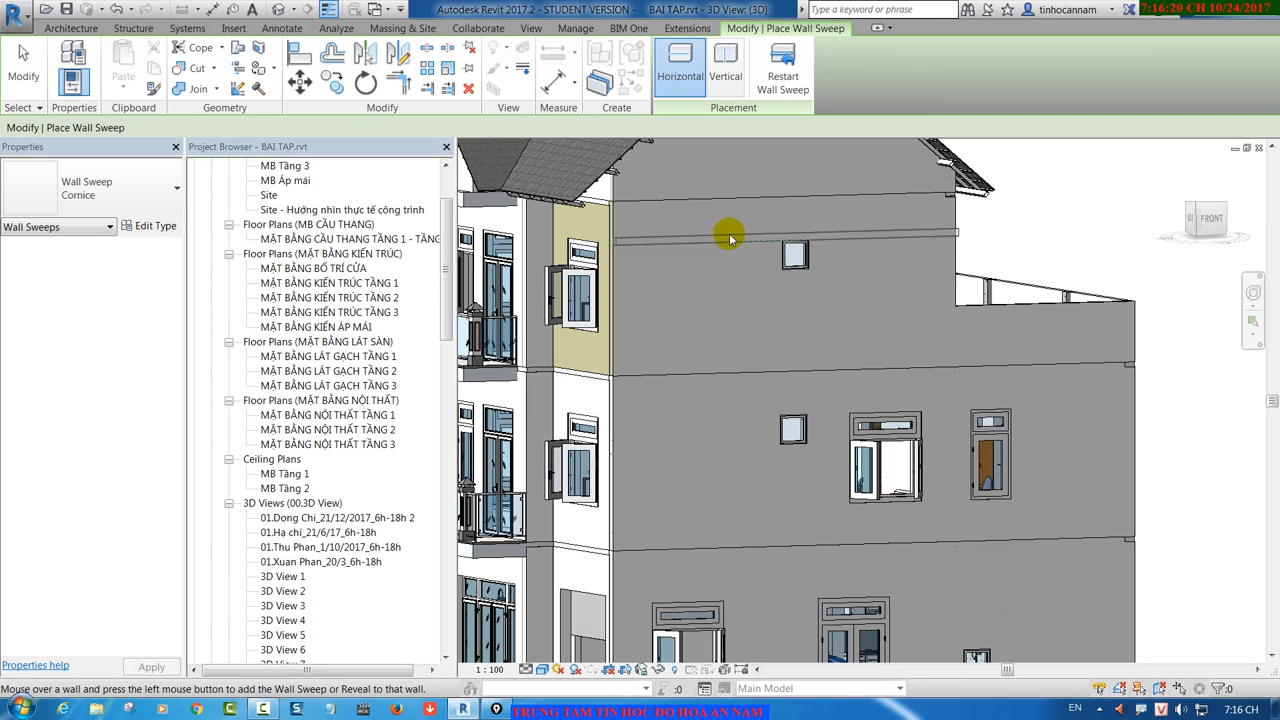 Autodesk Revit 2017.2 - STUDENT VERSION - BAI TAP.rvt - 3D View: {3D}
Type a keyword or phrase
tinhocannam
7:16:20 CH 10/24/2017
Architecture Structure Systems Insert Annotate Analyze Massing & Site Collaborate View Manage BIM One Extensions Modify | Place Wall Sweep
Modify
Properties
Paste
Cope
Cut
Join
Horizontal
Vertical
Restart
Wall Sweep
Select Properties Clipboard Geometry Modify View Measure Create Placement
Modify | Place Wall Sweep
Properties
Wall Sweep
Cornice
Wall Sweeps
Edit Type
Properties help
Apply
Project Browser - BAI TAP.rvt
MB Tầng 3
MB Áp mái
Site
Site - Hướng nhìn thực tế công trình
Floor Plans (MB CẦU THANG)
MẶT BẰNG CẦU THANG TẦNG 1 - TẦNG
Floor Plans (MẶT BẰNG KIẾN TRÚC)
MẶT BẰNG BỐ TRÍ CỬA
MẶT BẰNG KIẾN TRÚC TẦNG 1
MẶT BẰNG KIẾN TRÚC TẦNG 2
MẶT BẰNG KIẾN TRÚC TẦNG 3
MẶT BẰNG KIẾN ÁP MÁI
Floor Plans (MẶT BẰNG LÁT SÀN)
MẶT BẰNG LÁT GẠCH TẦNG 1
MẶT BẰNG LÁT GẠCH TẦNG 2
MẶT BẰNG LÁT GẠCH TẦNG 3
Floor Plans (MẶT BẰNG NỘI THẤT)
MẶT BẰNG NỘI THẤT TẦNG 1
MẶT BẰNG NỘI THẤT TẦNG 2
MẶT BẰNG NỘI THẤT TẦNG 3
Ceiling Plans
MB Tầng 1
MB Tầng 2
3D Views (00.3D View)
01.Dong Chi_21/12/2017_6h-18h 2
01.Hạ chí_21/6/17_6h-18h
01.Thu Phan_1/10/2017_6h-18h
01.Xuan Phan_20/3_6h-18h
3D View 1
3D View 2
3D View 3
3D View 4
3D View 5
3D View 6
FRONT
1 : 100
Mouse over a wall and press the left mouse button to add the Wall Sweep or Reveal to that wall.
:0
Main Model
:0
TRUNG TAM TIN HOC DO HOA AN NAM
EN
7:16 CH